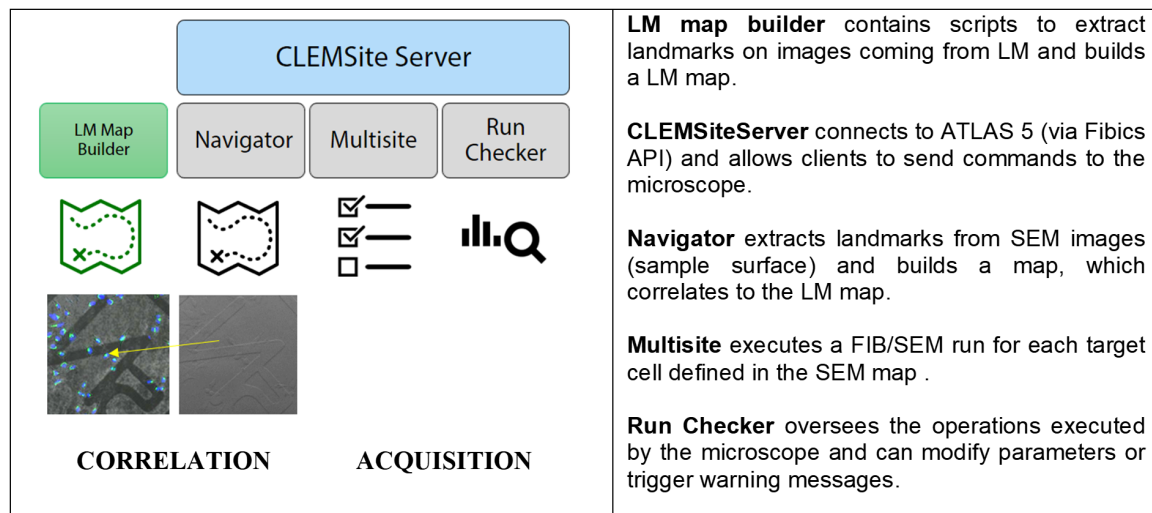 CLEMSite Server
LM Map
Builder
Navigator
Multisite
Run
Checker
CORRELATION
ACQUISITION
LM map builder contains scripts to extract
landmarks on images coming from LM and builds
a LM map.
CLEMSiteServer connects to ATLAS 5 (via Fibics
API) and allows clients to send commands to the
microscope.
Navigator extracts landmarks from SEM images
(sample surface) and builds a map, which
correlates to the LM map.
Multisite executes a FIB/SEM run for each target
cell defined in the SEM map .
Run Checker oversees the operations executed
by the microscope and can modify parameters or
trigger warning messages.